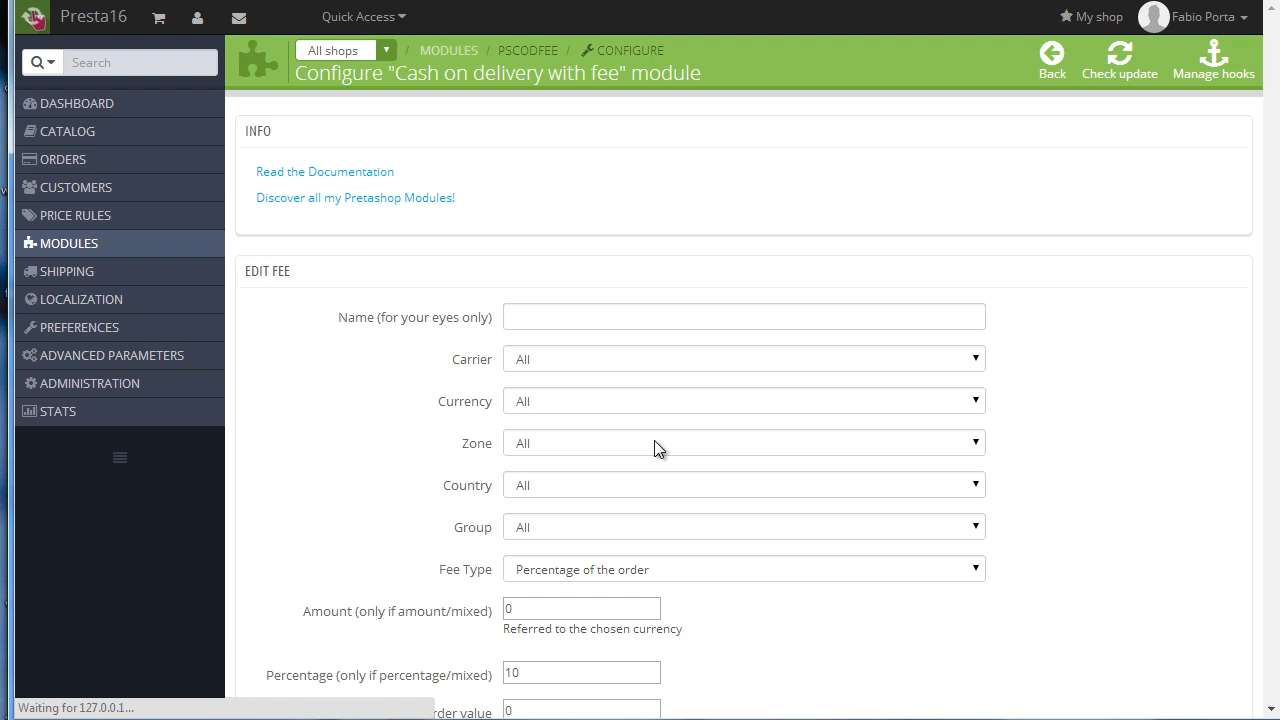 Presta16
Quick Access
My shop
Fabio Porta
Search
All shops
/ MODULES / PSCODFEE / CONFIGURE
Configure "Cash on delivery with fee" module
Back
Check update
Manage hooks
DASHBOARD
CATALOG
ORDERS
CUSTOMERS
PRICE RULES
MODULES
SHIPPING
LOCALIZATION
PREFERENCES
ADVANCED PARAMETERS
ADMINISTRATION
STATS
INFO
Read the Documentation
Discover all my Pretashop Modules!
EDIT FEE
Name (for your eyes only)
Carrier All
Currency All
Zone All
Country All
Group All
Fee Type Percentage of the order
Amount (only if amount/mixed) 0
Referred to the chosen currency
Percentage (only if percentage/mixed) 10
value 0
Waiting for 127.0.0.1...